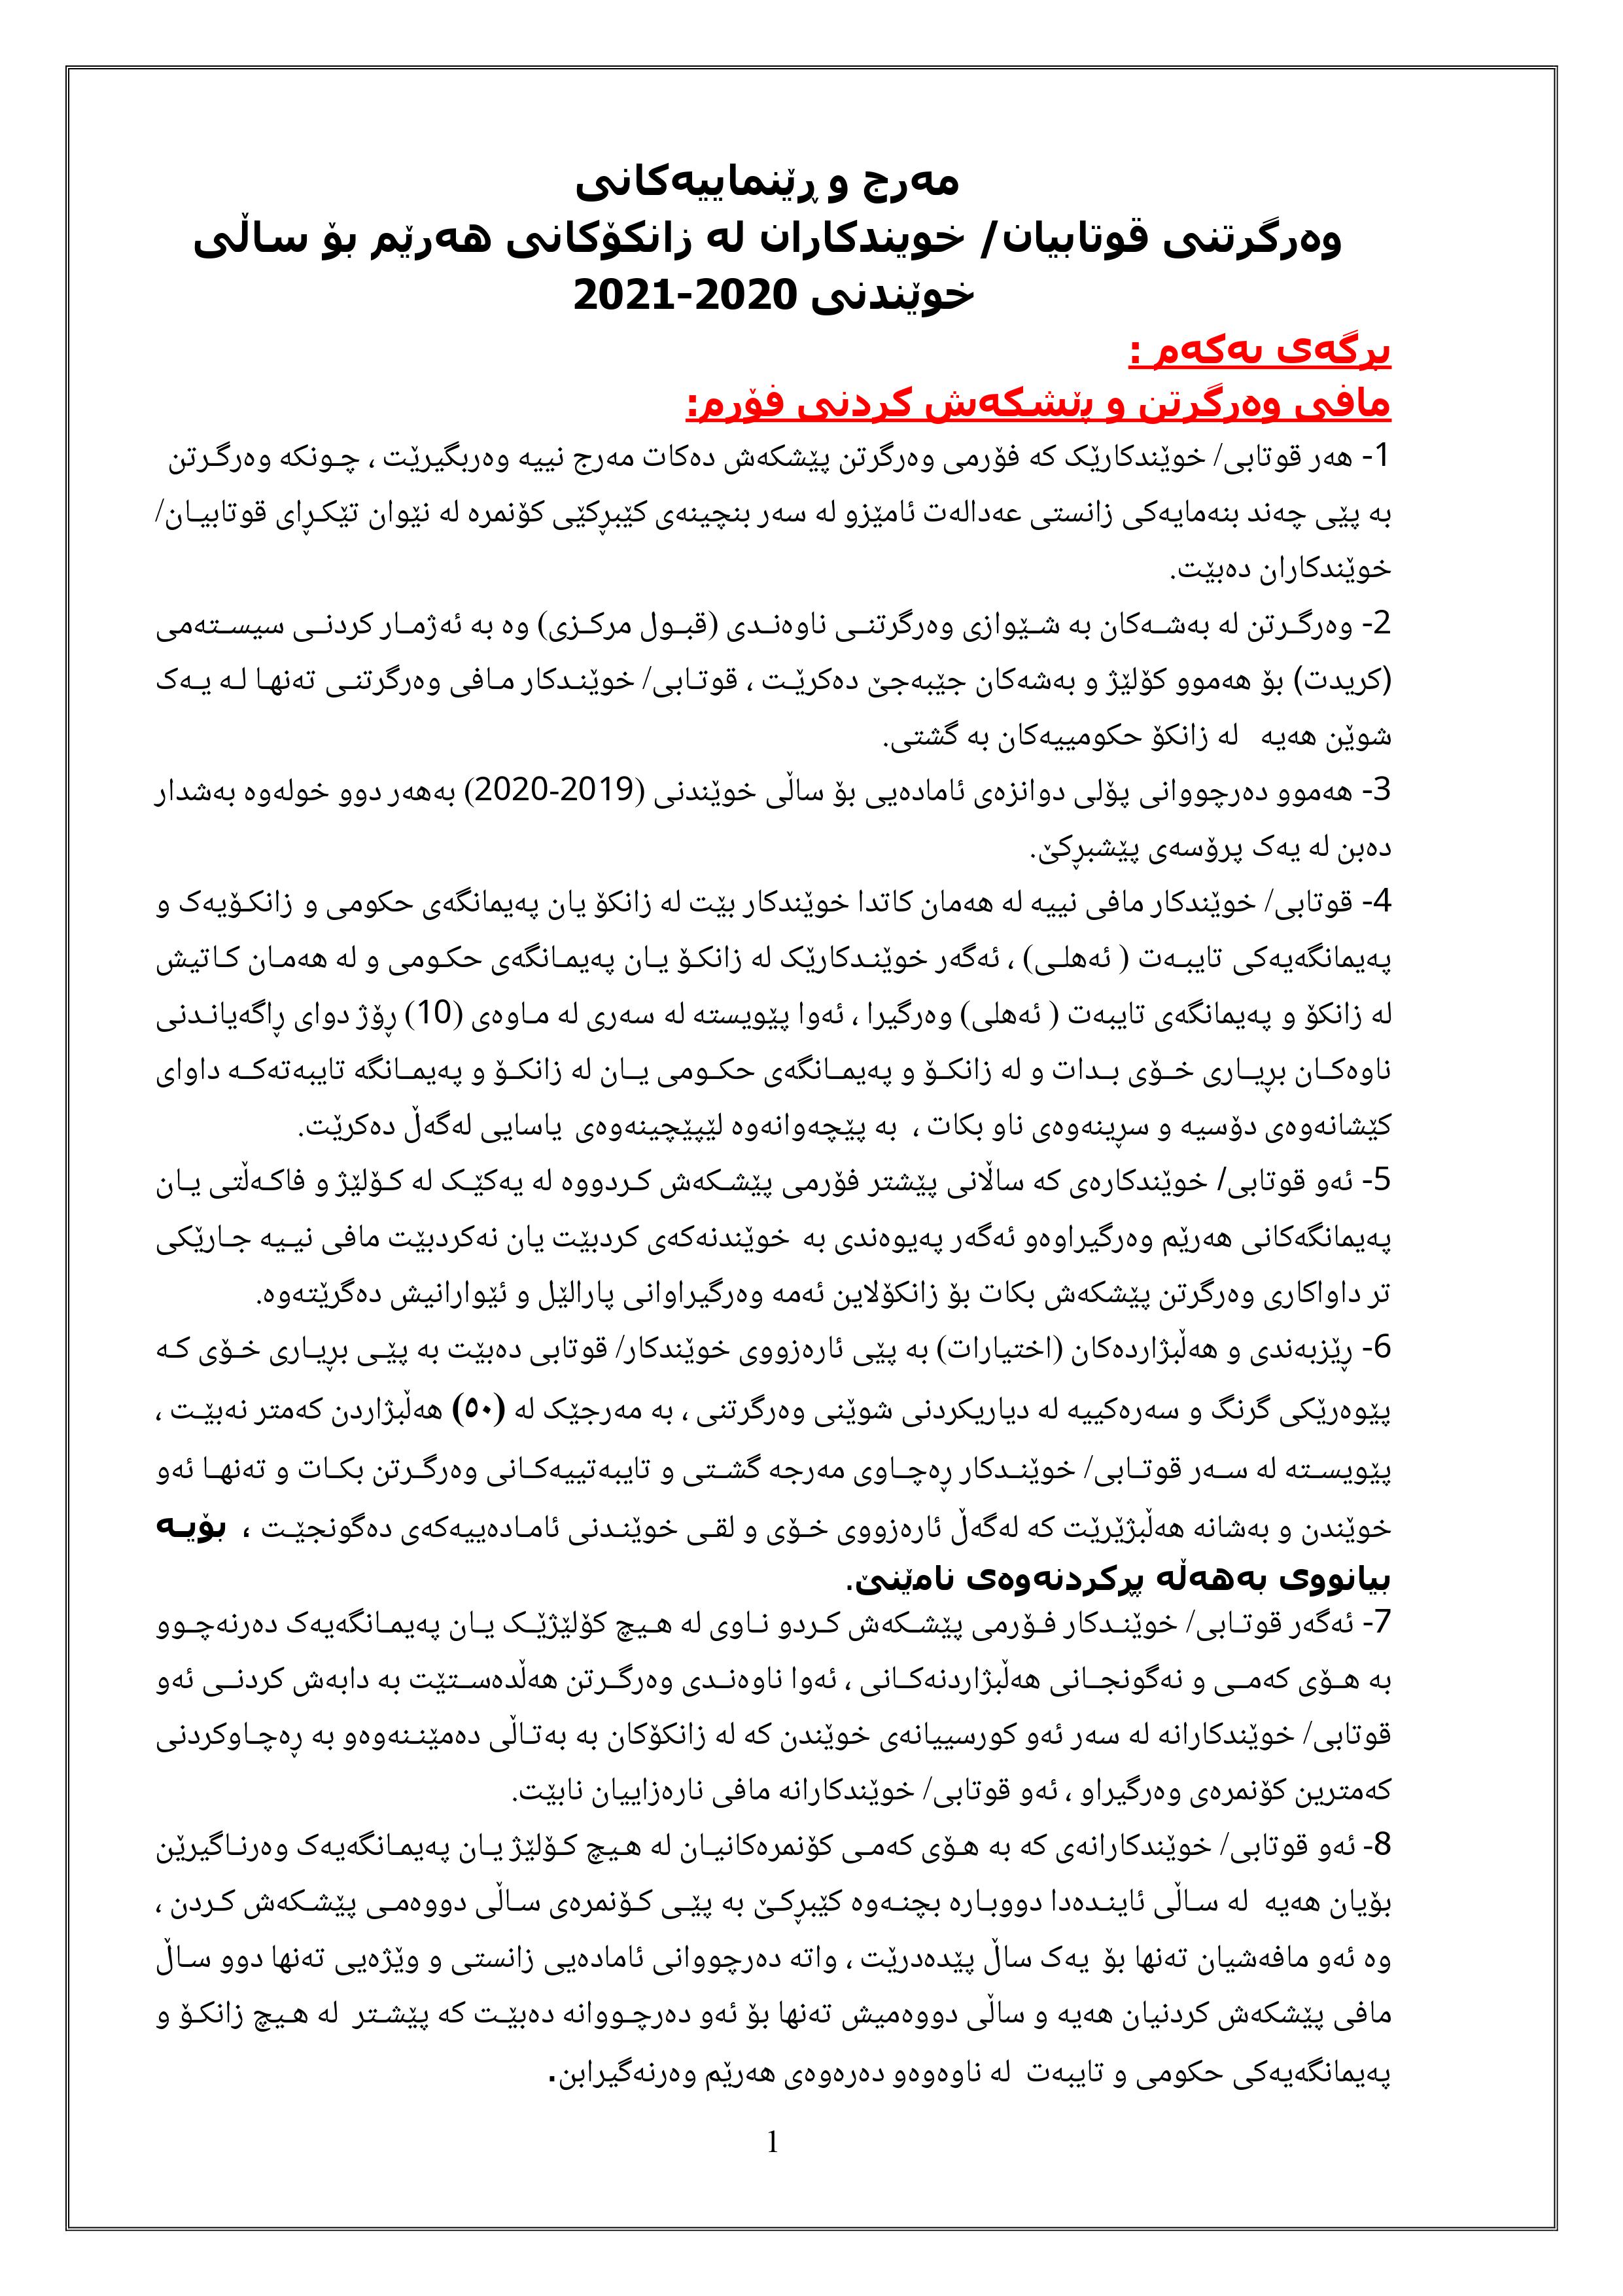 مەرج و ڕێنماییەکانی
وەرگرتنی قوتابیان/ خویندکاران لە زانکۆکانی هەرێم بۆ ساڵی
خوێندنی 2020-2021
بڕگەی یەکەم :
مافی وەرگرتن و پێشکەش کردنی فۆرم:
1- هەر قوتابی/ خوێندکارێک کە فۆرمی وەرگرتن پێشکەش دەکات مەرج نییە وەربگیرێت ، چونکە وەرگرتن
بە پێی چەند بنەمایەکی زانستی عەدالەت ئامێزو لە سەر بنچینەی کێبڕکێی کۆنمرە لە نێوان تێکڕای قوتابیان/
خوێندکاران دەبێت.
2- وەرگرتن لە بەشەکان بە شێوازی وەرگرتنی ناوەندی (قبول مرکزی) وە بە ئەژمار کردنی سیستەمی
(کریدت) بۆ هەموو کۆلێژ و بەشەکان جێبەجێ دەکرێت ، قوتابی/ خوێندکار مافی وەرگرتنی تەنها لە یەک
شوێن هەیە لە زانکۆ حکومییەکان بە گشتی.
3- هەموو دەرچووانی پۆلی دوانزەی ئامادەیی بۆ ساڵی خوێندنی (2019-2020) بەهەر دوو خولەوە بەشدار
دەبن لە یەک پرۆسەی پێشبڕکێ.
4- قوتابی/ خوێندکار مافی نییە لە هەمان کاتدا خوێندکار بێت لە زانکۆ یان پەیمانگەی حکومی و زانکۆیەک و
پەیمانگەیەکی تایبەت ( ئەهلی) ، ئەگەر خوێندکارێک لە زانکۆ یان پەیمانگەی حکومی و لە هەمان کاتیش
لە زانکۆ و پەیمانگەی تایبەت ( ئەهلی) وەرگیرا ، ئەوا پێویستە لە سەری لە ماوەی (10) ڕۆژ دوای ڕاگەیاندنی
ناوەکان بڕیاری خۆی بدات و لە زانکۆ و پەیمانگەی حکومی یان لە زانکۆ و پەیمانگە تایبەتەکە داوای
کێشانەوەی دۆسیە و سڕینەوەی ناو بکات ، بە پێچەوانەوە لێپێچینەوەی یاسایی لەگەڵ دەکرێت.
5- ئەو قوتابی/ خوێندکارەی کە ساڵانی پێشتر فۆرمی پێشکەش کردووە لە یەکێک لە کۆلێژ و فاکەڵتی یان
پەیمانگەکانی هەرێم وەرگیراوەو ئەگەر پەیوەندی بە خوێندنەکەی کردبێت یان نەکردبێت مافی نییە جارێکی
تر داواکاری وەرگرتن پێشکەش بکات بۆ زانکۆلاین ئەمە وەرگیراوانی پارالێل و ئێوارانیش دەگرێتەوە.
6- ڕێزبەندی و هەڵبژاردەکان (اختیارات) بە پێی ئارەزووی خوێندکار/ قوتابی دەبێت بە پێی بڕیاری خۆی کە
پێوەرێکی گرنگ و سەرەکییە لە دیاریکردنی شوێنی وەرگرتنی ، بە مەرجێک لە (٥٠) هەڵبژاردن کەمتر نەبێت ،
پێویستە لە سەر قوتابی/ خوێندکار ڕەچاوی مەرجە گشتی و تایبەتییەکانی وەرگرتن بکات و تەنها ئەو
خوێندن و بەشانە هەڵبژێرێت کە لەگەڵ ئارەزووی خۆی و لقی خوێندنی ئامادەییەکەی دەگونجێت ، بۆیە
بیانووی بەهەڵە پڕکردنەوەی نامێنێ.
7- ئەگەر قوتابی/ خوێندکار فۆرمی پێشکەش کردو ناوی لە هیچ کۆلێژێک یان پەیمانگەیەک دەرنەچوو
بە هۆی کەمی و نەگونجانی هەڵبژاردنەکانی ، ئەوا ناوەندی وەرگرتن هەڵدەستێت بە دابەش کردنی ئەو
قوتابی/ خوێندکارانە لە سەر ئەو کورسییانەی خوێندن کە لە زانکۆکان بە بەتاڵی دەمێننەوەو بە ڕەچاوکردنی
کەمترین کۆنمرەی وەرگیراو ، ئەو قوتابی/ خوێندکارانە مافی نارەزاییان نابێت.
8- ئەو قوتابی/ خوێندکارانەی کە بە هۆی کەمی کۆنمرەکانیان لە هیچ کۆلێژ یان پەیمانگەیەک وەرناگیرێن
بۆیان هەیە لە ساڵی ئایندەدا دووبارە بچنەوە کێبڕکێ بە پێی کۆنمرەی ساڵی دووەمی پێشکەش کردن ،
وە ئەو مافەشیان تەنها بۆ یەک ساڵ پێدەدرێت ، واتە دەرچووانی ئامادەیی زانستی و وێژەیی تەنها دوو ساڵ
مافی پێشکەش کردنیان هەیە و ساڵی دووەمیش تەنها بۆ ئەو دەرچووانە دەبێت کە پێشتر لە هیچ زانکۆ و
پەیمانگەیەکی حکومی و تایبەت لە ناوەوەو دەرەوەی هەرێم وەرنەگیرابن.
1